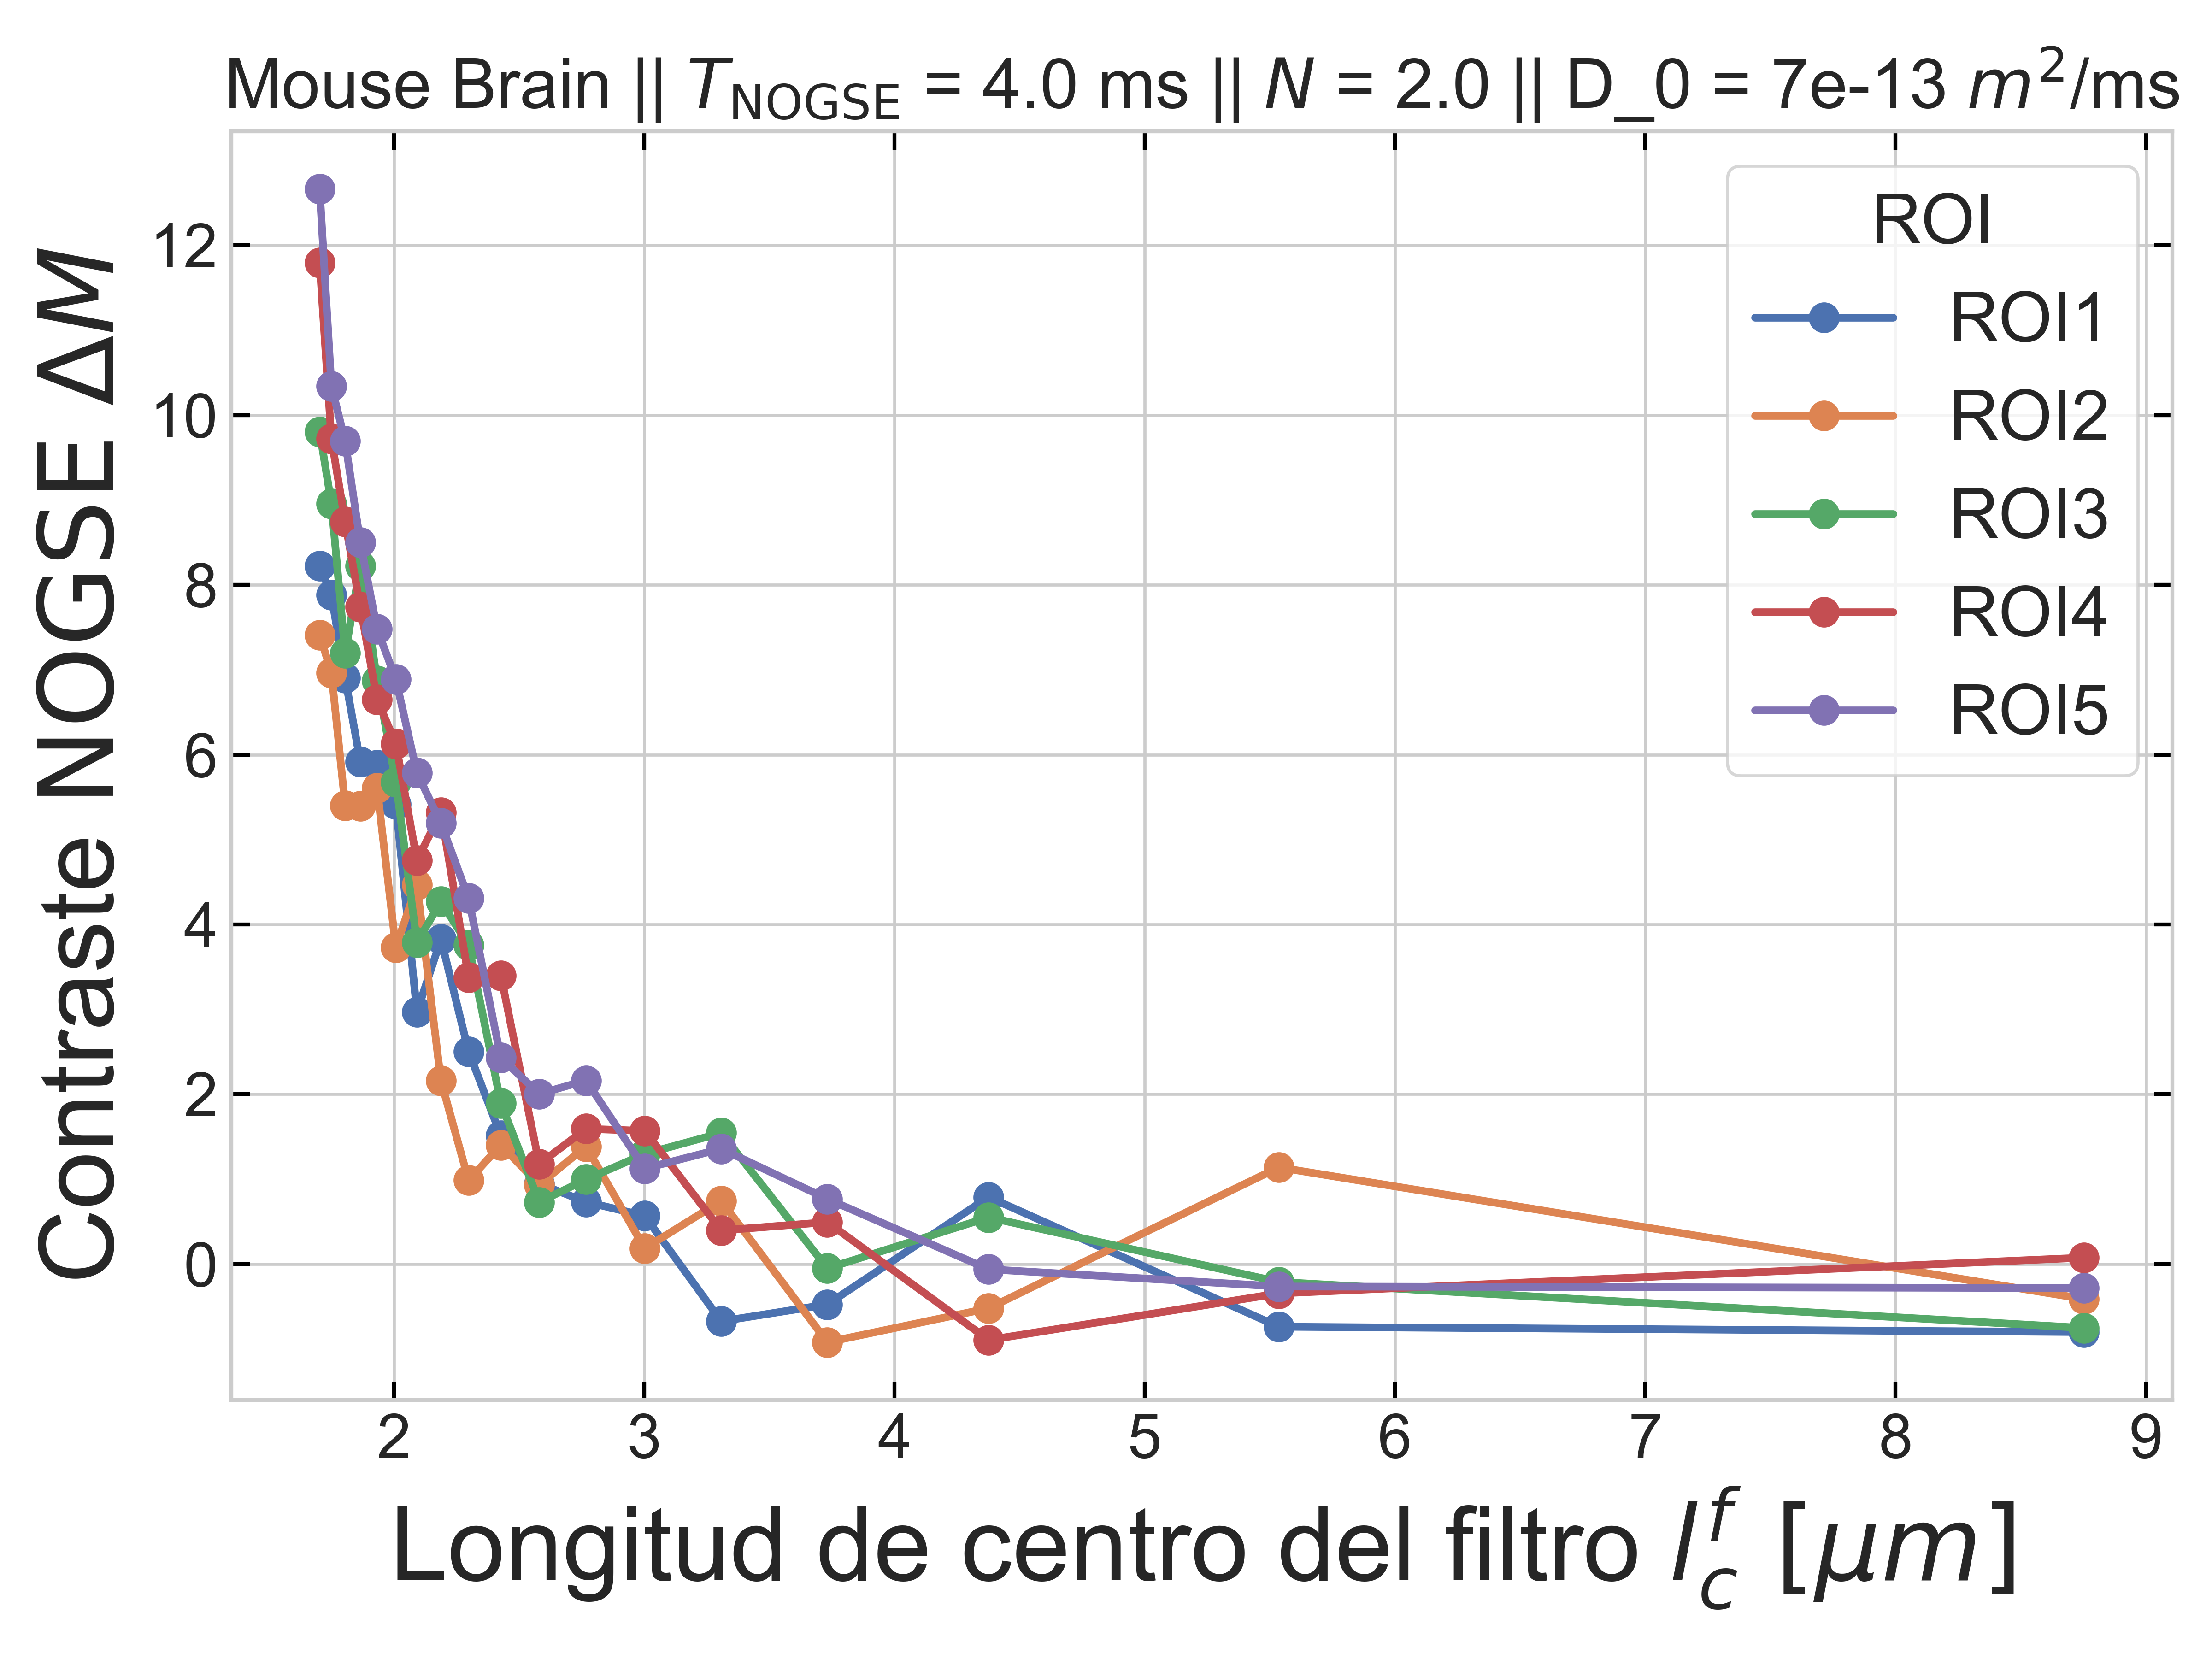 Mouse Brain || T_NOGSE = 4.0 ms || N = 2.0 || D_0 = 7e-13 m²/ms
Contraste NOGSE ΔM
12
10
8
6
4
2
0
ROI
ROI1
ROI2
ROI3
ROI4
ROI5
2 3 4 5 6 7 8 9
Longitud de centro del filtro l_c^f [μm]